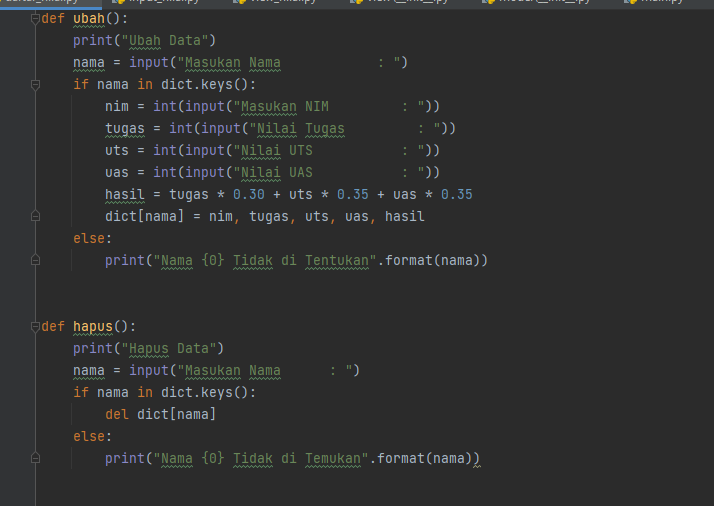 def ubah():
    print("Ubah Data")
    nama = input("Masukan Nama            : ")
    if nama in dict.keys():
        nim = int(input("Masukan NIM         : "))
        tugas = int(input("Nilai Tugas         : "))
        uts = int(input("Nilai UTS           : "))
        uas = int(input("Nilai UAS           : "))
        hasil = tugas * 0.30 + uts * 0.35 + uas * 0.35
        dict[nama] = nim, tugas, uts, uas, hasil
    else:
        print("Nama {0} Tidak di Tentukan".format(nama))
def hapus():
    print("Hapus Data")
    nama = input("Masukan Nama      : ")
    if nama in dict.keys():
        del dict[nama]
    else:
        print("Nama {0} Tidak di Temukan".format(nama))